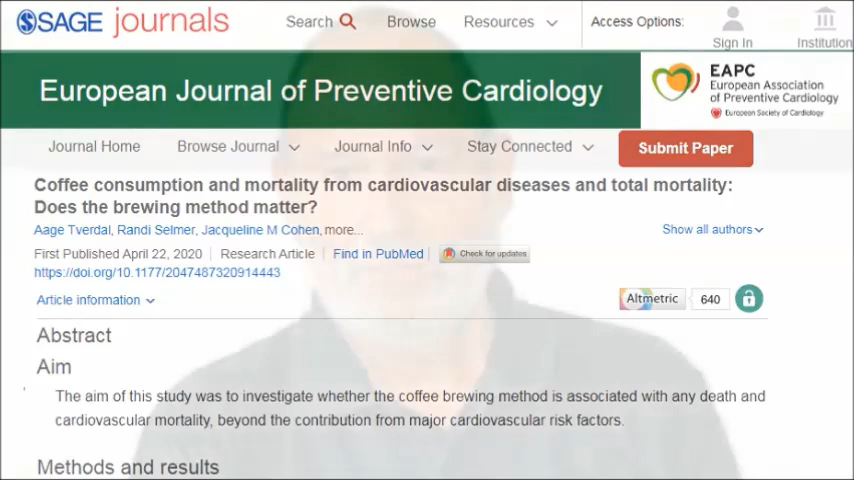 SAGE journals
Search Browse Resources Access Options: Sign In Institution
European Journal of Preventive Cardiology
EAPC
European Association
of Preventive Cardiology
European Society of Cardiology
Journal Home Browse Journal Journal Info Stay Connected Submit Paper
Coffee consumption and mortality from cardiovascular diseases and total mortality:
Does the brewing method matter?
Aage Tverdal, Randi Selmer, Jacqueline M Cohen, more... Show all authors
First Published April 22, 2020 Research Article Find in PubMed Check for updates
https://doi.org/10.1177/2047487320914443
Article information Altmetric 640
Abstract
Aim
The aim of this study was to investigate whether the coffee brewing method is associated with any death and
cardiovascular mortality, beyond the contribution from major cardiovascular risk factors.
Methods and results